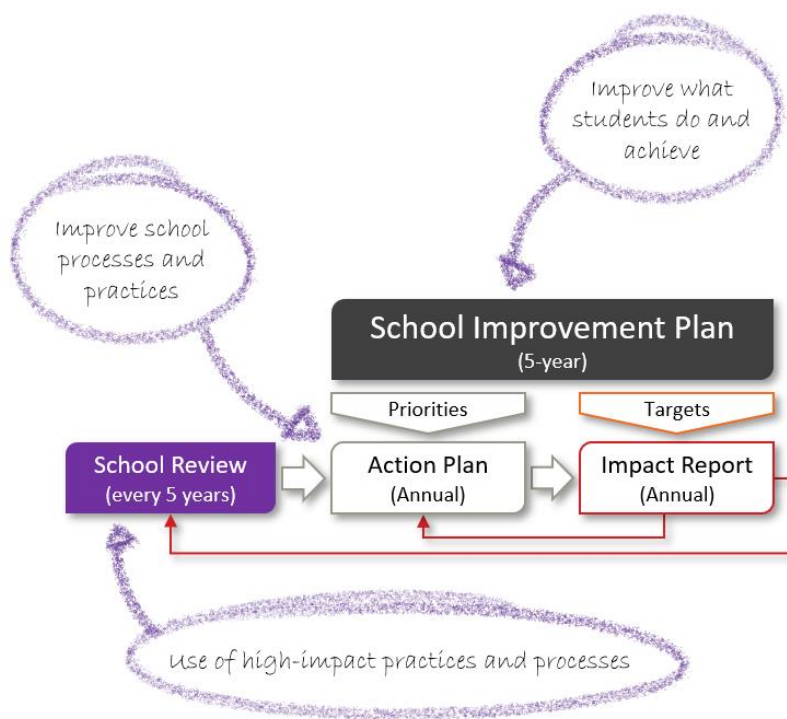 Improve what
students do and
achieve
Improve school
processes and
practices
School Improvement Plan
(5-year)
Priorities
Targets
School Review
(every 5 years)
Action Plan
(Annual)
Impact Report
(Annual)
Use of high-impact practices and processes